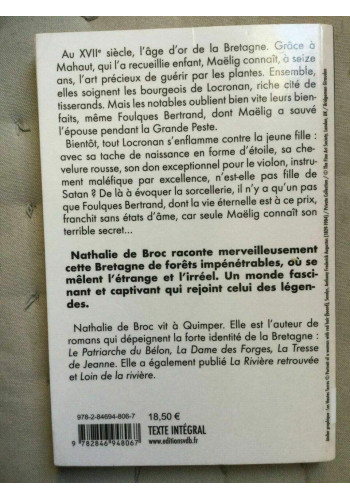 Au XVIIᵉ siècle, l'âge d'or de la Bretagne. Grâce à
Mahaut, qui l'a recueillie enfant, Maëlig connaît, à seize
ans, l'art précieux de guérir par les plantes. Ensemble,
elles soignent les bourgeois de Locronan, riche cité de
tisserands. Mais les notables oublient bien vite leurs bien-
faits, même Foulques Bertrand, dont Maëlig a sauvé
l'épouse pendant la Grande Peste.
Bientôt, tout Locronan s'enflamme contre la jeune fille :
avec sa tache de naissance en forme d'étoile, sa che-
velure rousse, son don exceptionnel pour le violon, instru-
ment maléfique par excellence, n'est-elle pas fille de
Satan ? De là à évoquer la sorcellerie, il n'y a qu'un pas
que Foulques Bertrand, dont la vie éternelle est à ce prix,
franchit sans états d'âme, car seule Maëlig connaît son
terrible secret...
Nathalie de Broc raconte merveilleusement
cette Bretagne de forêts impénétrables, où se
mêlent l'étrange et l'irréel. Un monde fasci-
nant et captivant qui rejoint celui des légen-
des.
Nathalie de Broc vit à Quimper. Elle est l'auteur de
romans qui dépeignent la forte identité de la Bretagne :
Le Patriarche du Bélon, La Dame des Forges, La Tresse
de Jeanne. Elle a également publié La Rivière retrouvée
et Loin de la rivière.
978-2-84694-806-7
18,50 €
TEXTE INTÉGRAL
www.editionsvdb.fr
9 782846 948067